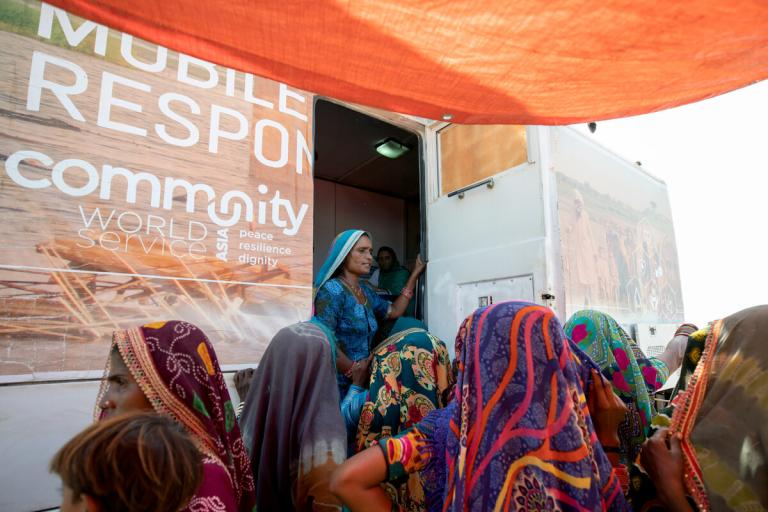 MOBILE
RESPON
community
WORLD
service
ASIA
peace
resilience
dignity